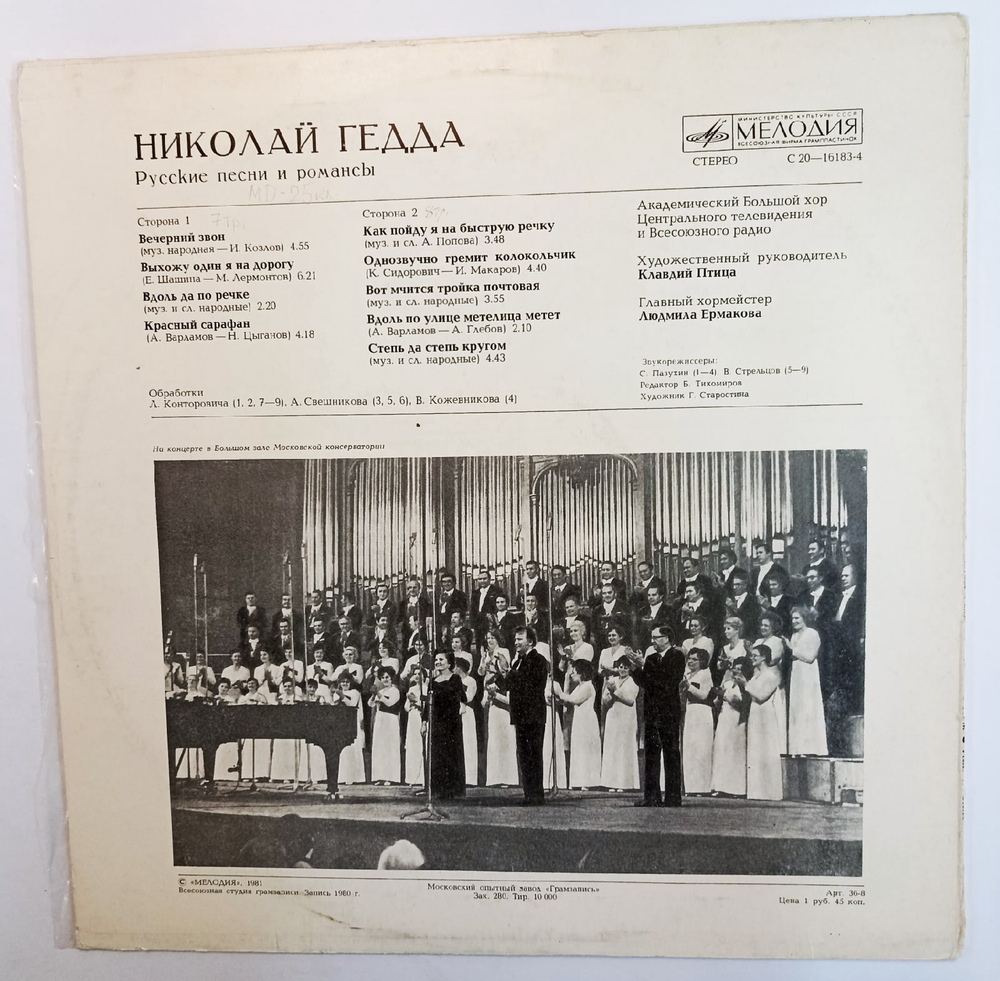 НИКОЛАЙ ГЕДДА
Русские песни и романсы
МИНИСТЕРСТВО КУЛЬТУРЫ СССР
МЕЛОДИЯ
ВСЕСОЮЗНАЯ ФИРМА ГРАМПЛАСТИНОК
СТЕРЕО С 20—16183-4
Сторона 1
Вечерний звон
(муз. народная — И. Козлов) 4.55
Выхожу один я на дорогу
(Е. Шашина — М. Лермонтов) 6.21
Вдоль да по речке
(муз. и сл. народные) 2.20
Красный сарафан
(А. Варламов — Н. Цыганов) 4.18
Сторона 2
Как пойду я на быструю речку
(муз. и сл. А. Попова) 3.48
Однозвучно гремит колокольчик
(К. Сидорович — И. Макаров) 4.40
Вот мчится тройка почтовая
(муз. и сл. народные) 3.55
Вдоль по улице метелица метет
(А. Варламов — А. Глебов) 2.10
Степь да степь кругом
(муз. и сл. народные) 4.43
Обработки
Л. Конторовича (1, 2, 7—9), А. Свешникова (3, 5, 6), В. Кожевникова (4)
Академический Большой хор
Центрального телевидения
и Всесоюзного радио
Художественный руководитель
Клавдий Птица
Главный хормейстер
Людмила Ермакова
Звукорежиссеры:
С. Пазухин (1—4) В. Стрельцов (5—9)
Редактор Б. Тихомиров
Художник Г. Старостина
На концерте в Большом зале Московской консерватории
© «МЕЛОДИЯ», 1981
Всесоюзная студия грамзаписи. Запись 1980 г.
Московский опытный завод «Грамзапись»
Зак. 280. Тир. 10 000
Арт. 36-8
Цена 1 руб. 45 коп.